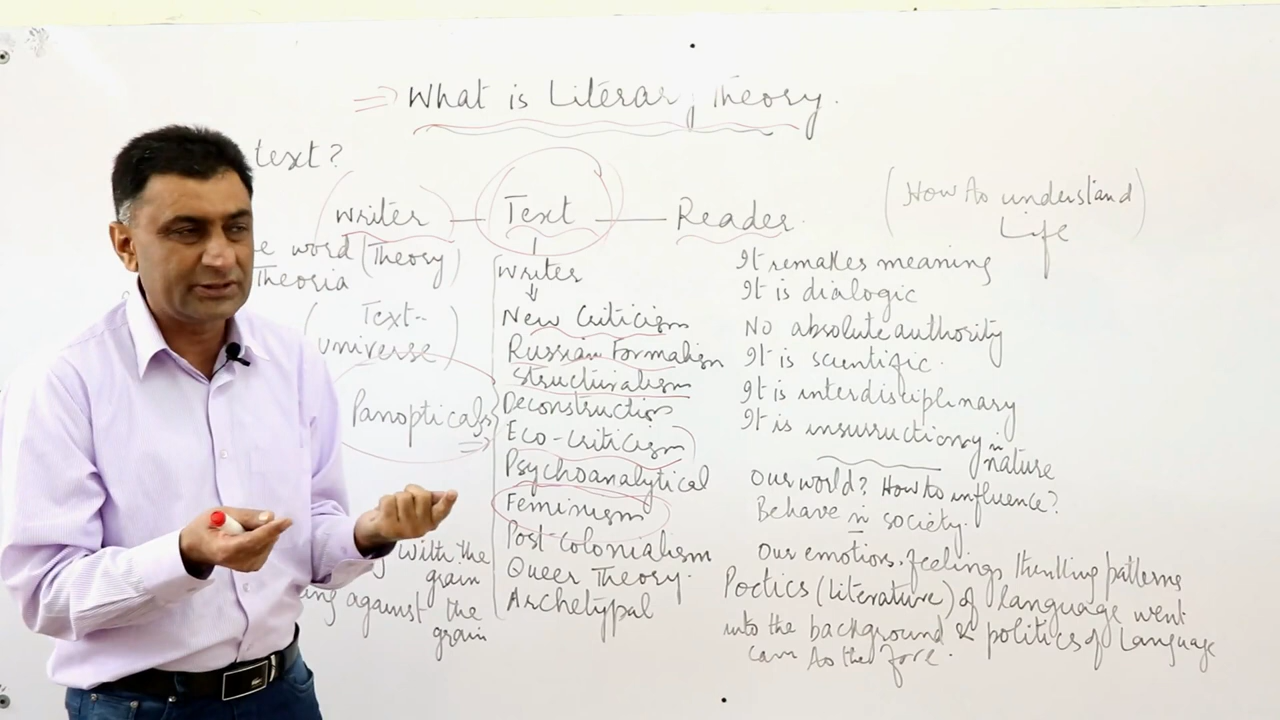 What is Literary Theory.
text?
Writer — Text — Reader.
(How to understand
Life)
word (Theory)
Theoria
(Text-
universe)
Panopticals
Writer
New Criticism
Russian Formalism
Structuralism
Deconstruction
Eco-Criticism
Psychoanalytical
Feminism
Post Colonialism
Queer Theory.
Archetypal
It remakes meaning
It is dialogic
No absolute authority
It is scientific.
It is interdisciplinary
It is insurructionary in
nature
Our world? How to influence?
Behave in society.
Our emotions, feelings, thinking patterns
Poetics (literature) of language went
into the background & politics of Language
cam to the fore.
with the
grain
against the
grain